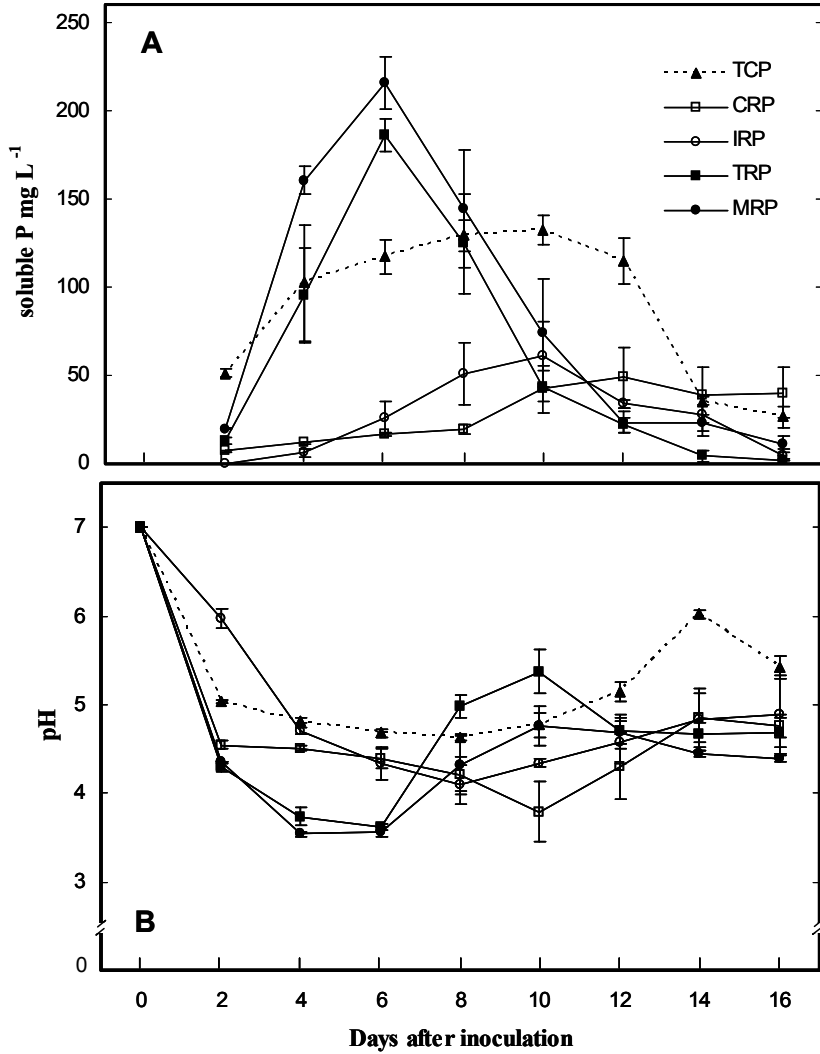 250
200
150
100
50
0
soluble P mg L -1
A
TCP
CRP
IRP
TRP
MRP
7
6
5
4
3
0
pH
B
0 2 4 6 8 10 12 14 16
Days after inoculation